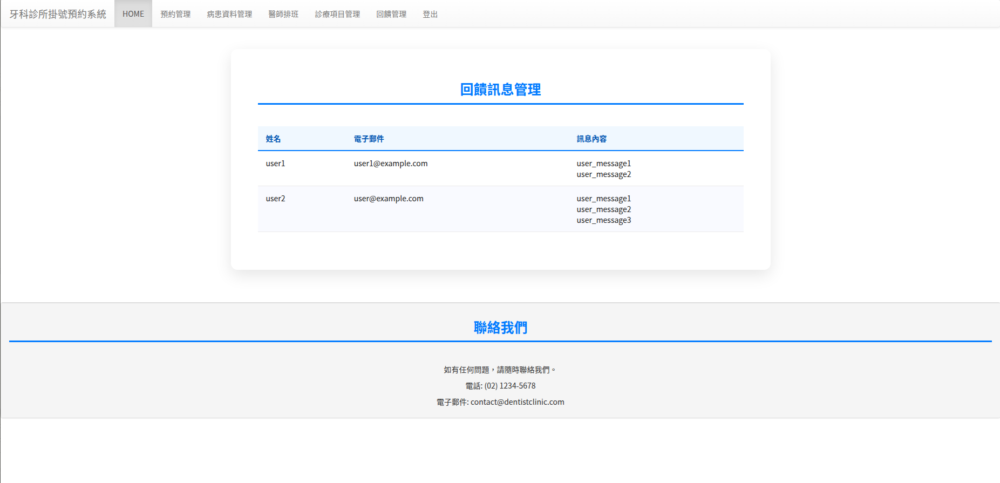 牙科診所掛號預約系統 HOME 預約管理 病患資料管理 醫師排班 診療項目管理 回饋管理 登出
回饋訊息管理
姓名 電子郵件 訊息內容
user1 user1@example.com user_message1
user_message2
user2 user@example.com user_message1
user_message2
user_message3
聯絡我們
如有任何問題，請隨時聯絡我們。
電話: (02) 1234-5678
電子郵件: contact@dentistclinic.com